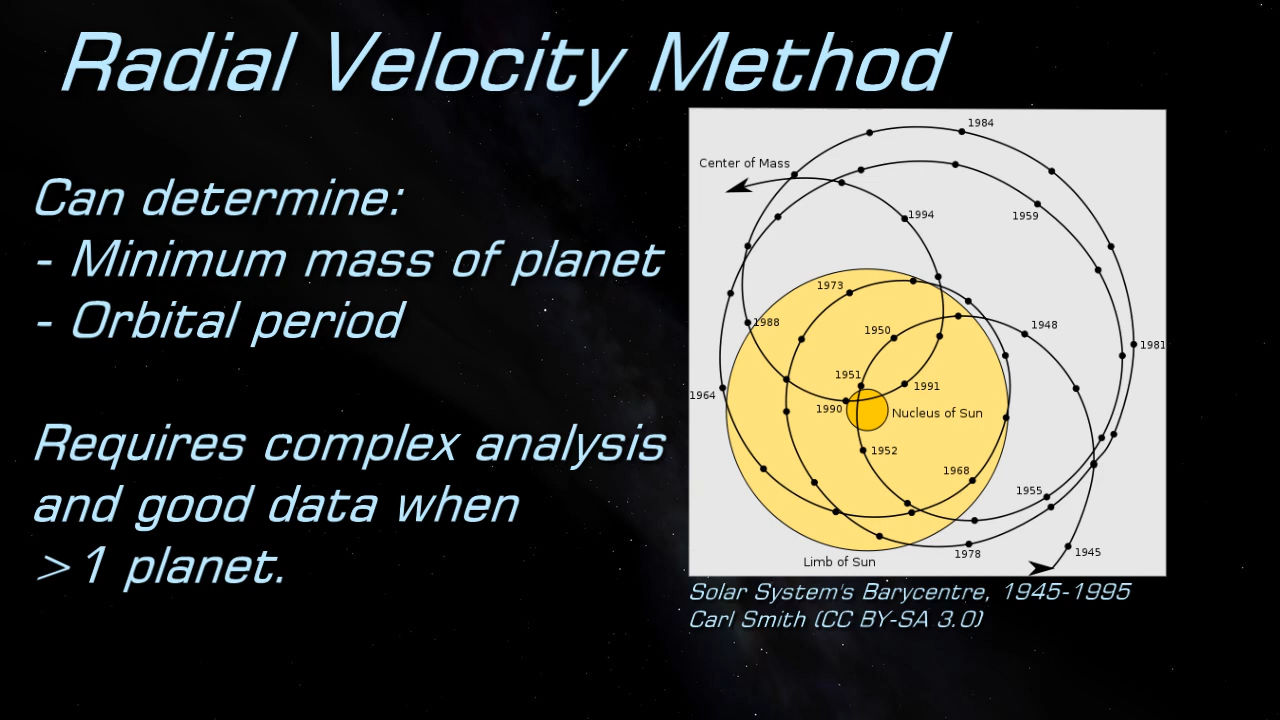 Radial Velocity Method
Can determine:
- Minimum mass of planet
- Orbital period
Requires complex analysis
and good data when
> 1 planet.
1984
Center of Mass
1994
1959
1973
1988
1950
1948
1981
1951
1991
1964
1990
Nucleus of Sun
1952
1968
1955
1978
1945
Limb of Sun
Solar System's Barycentre, 1945-1995
Carl Smith (CC BY-SA 3.0)